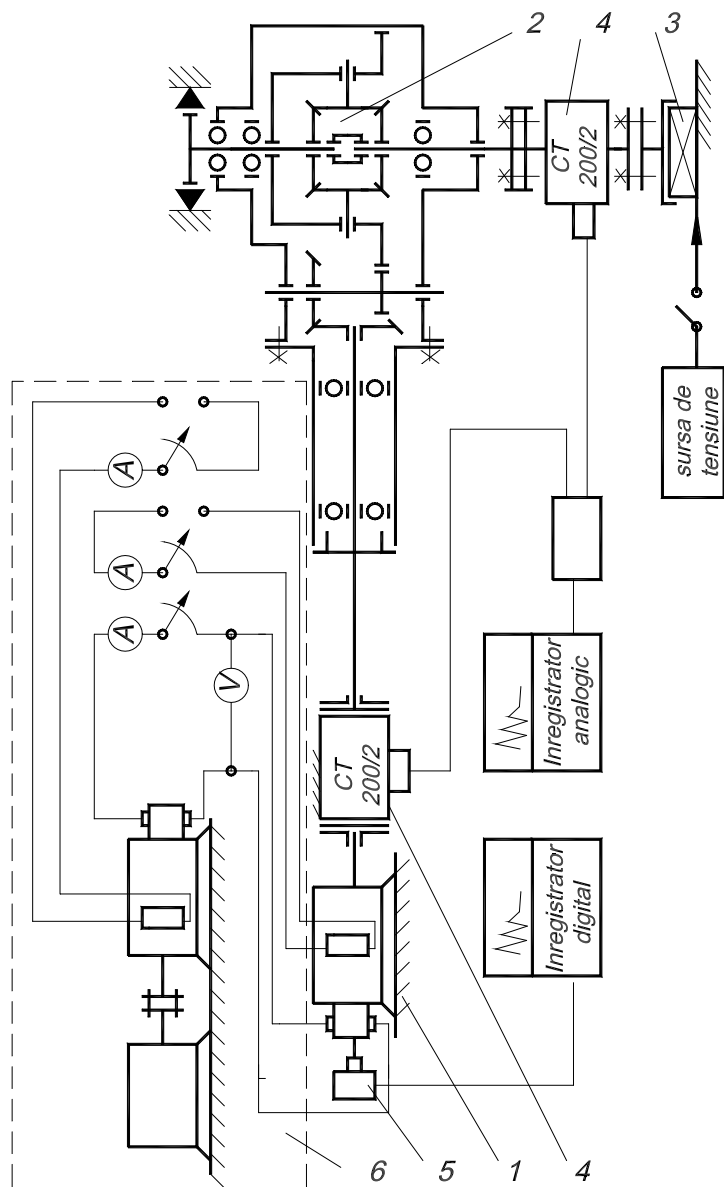 2
4
3
CT
200/2
sursa de
tensiune
A
A
A
V
Inregistrator
analogic
CT
200/2
Inregistrator
digital
6
5
1
4